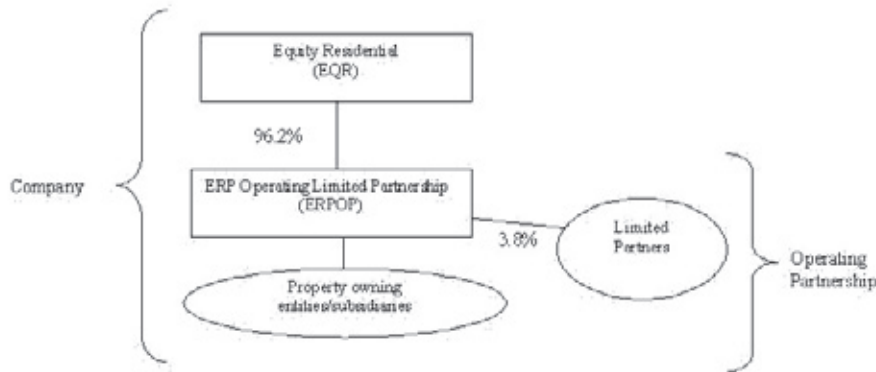 Equity Residential
(EQR)
96.2%
Company
ERP Operating Limited Partnership
(ERPOP)
3.8%
Limited
Partners
Operating
Partnership
Property owning
entities/subsidiaries